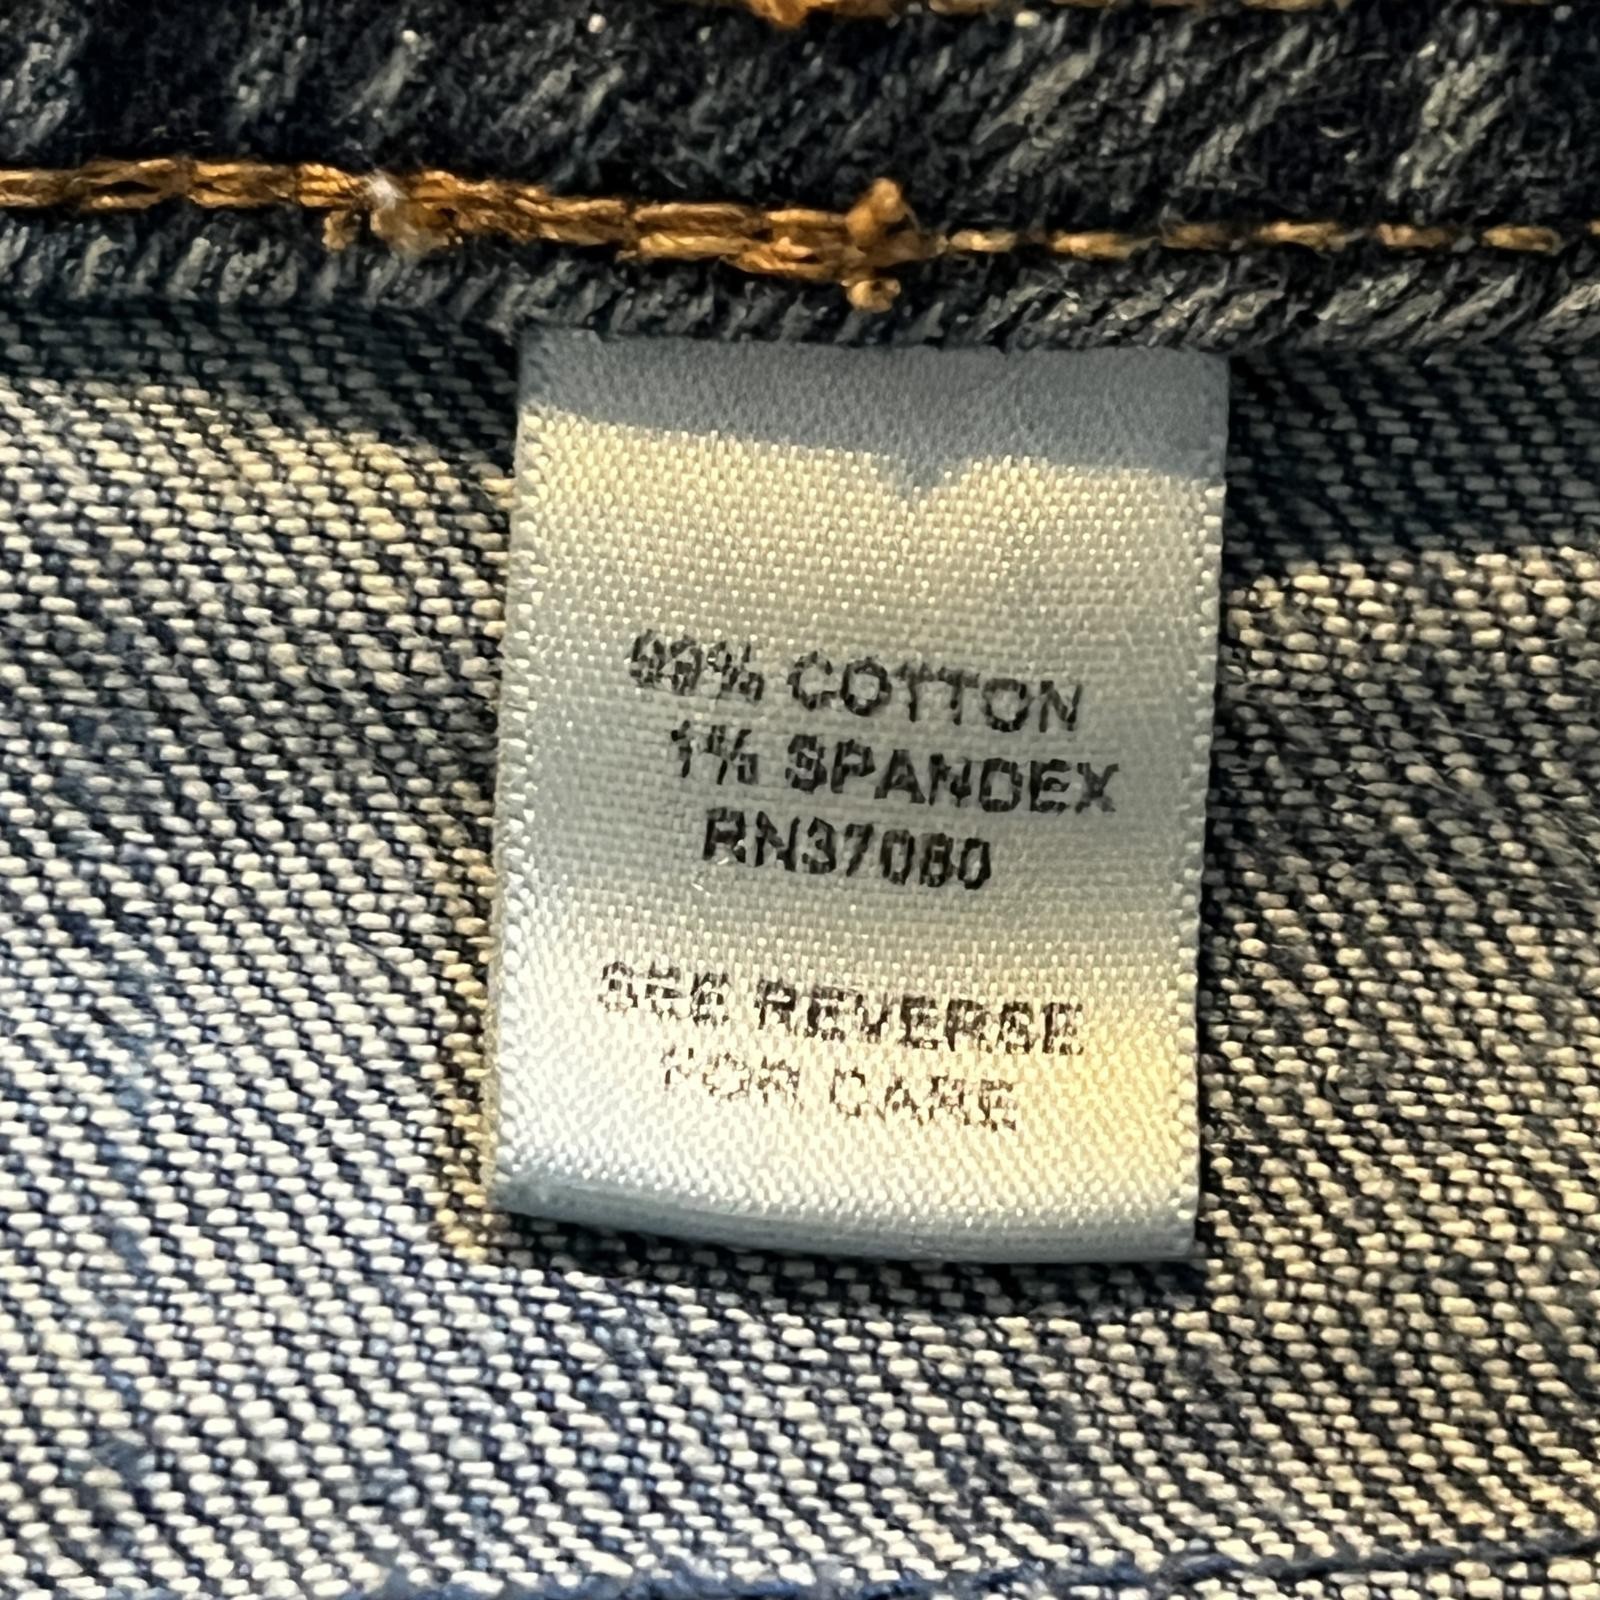 99% COTTON
1% SPANDEX
RN37080
SEE REVERSE
FOR CARE